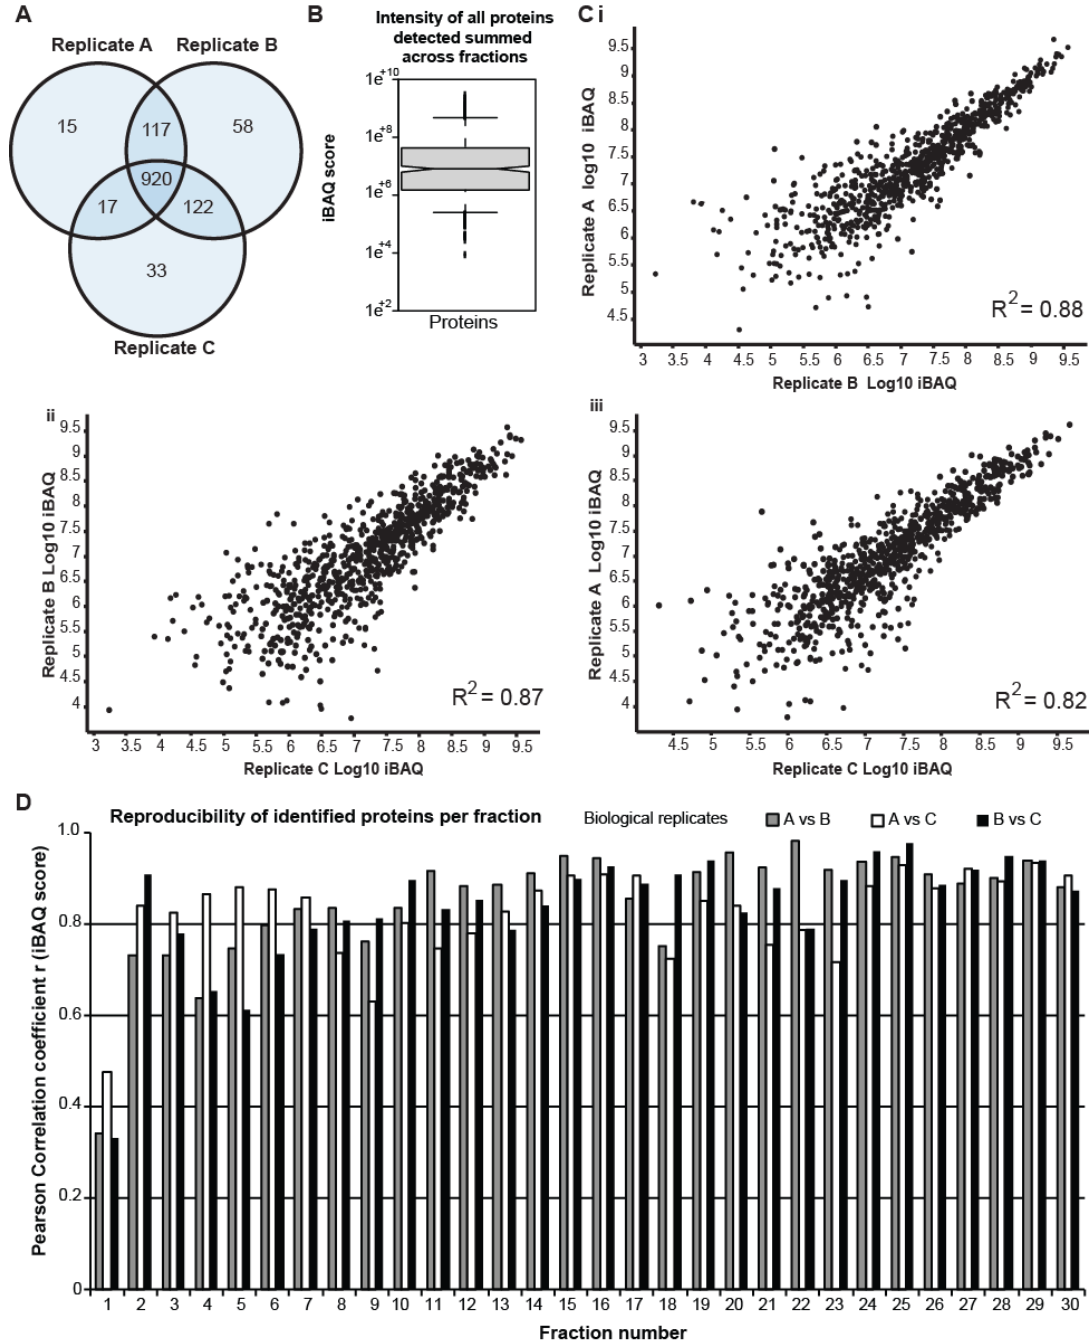 A
Replicate A
Replicate B
15
117
58
920
17
122
33
Replicate C
B
Intensity of all proteins
detected summed
across fractions
iBAQ score
1e+10
1e+8
1e+6
1e+4
1e+2
Proteins
C i
Replicate A log10 iBAQ
9.5
9
8.5
8
7.5
7
6.5
6
5.5
5
4.5
R2 = 0.88
3 3.5 4 4.5 5 5.5 6 6.5 7 7.5 8 8.5 9 9.5
Replicate B Log10 iBAQ
ii
Replicate B Log10 iBAQ
9.5
9
8.5
8
7.5
7
6.5
6
5.5
5
4.5
4
R2 = 0.87
3 3.5 4 4.5 5 5.5 6 6.5 7 7.5 8 8.5 9 9.5
Replicate C Log10 iBAQ
iii
Replicate A Log10 iBAQ
9.5
9
8.5
8
7.5
7
6.5
6
5.5
5
4.5
4
R2 = 0.82
4.5 5 5.5 6 6.5 7 7.5 8 8.5 9 9.5
Replicate C Log10 iBAQ
D
Reproducibility of identified proteins per fraction
Biological replicates A vs B A vs C B vs C
Pearson Correlation coefficient r (iBAQ score)
1.0
0.8
0.6
0.4
0.2
0
1 2 3 4 5 6 7 8 9 10 11 12 13 14 15 16 17 18 19 20 21 22 23 24 25 26 27 28 29 30
Fraction number